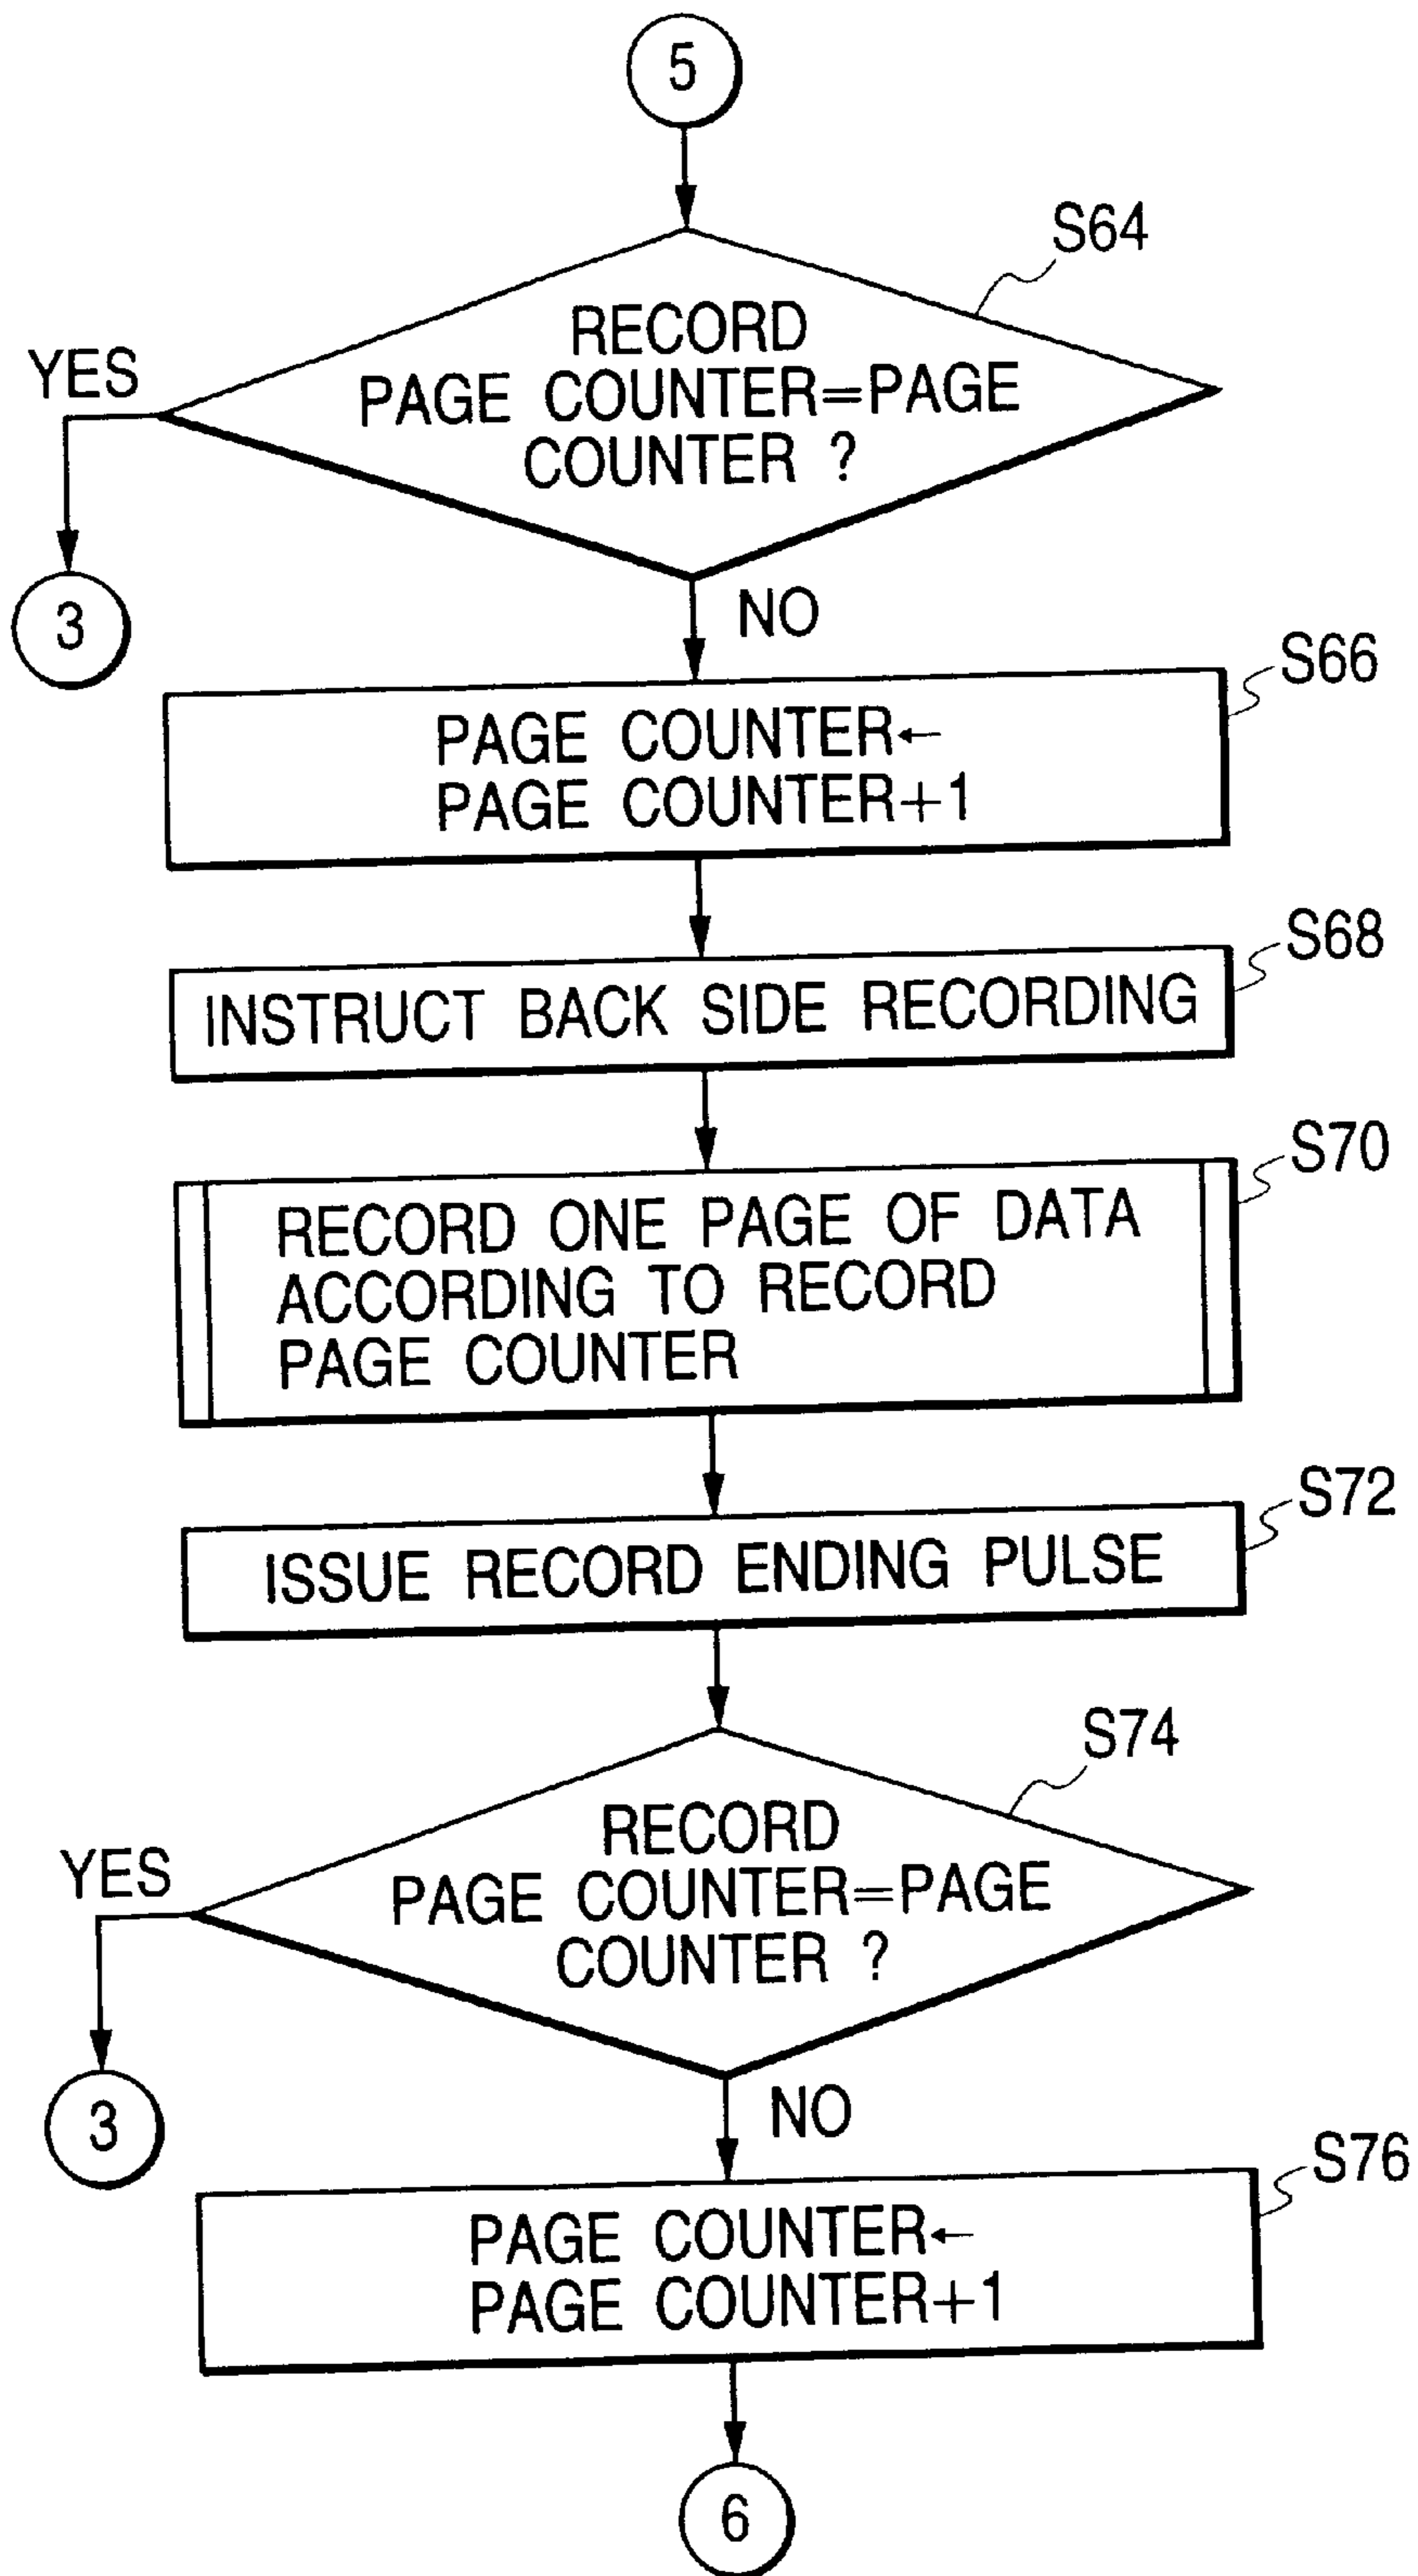 5
S64
RECORD
YES
PAGE COUNTER=PAGE
COUNTER ?
3
NO
S66
PAGE COUNTER←
PAGE COUNTER+1
S68
INSTRUCT BACK SIDE RECORDING
S70
RECORD ONE PAGE OF DATA
ACCORDING TO RECORD
PAGE COUNTER
S72
ISSUE RECORD ENDING PULSE
S74
RECORD
YES
PAGE COUNTER=PAGE
COUNTER ?
3
NO
S76
PAGE COUNTER←
PAGE COUNTER+1
6